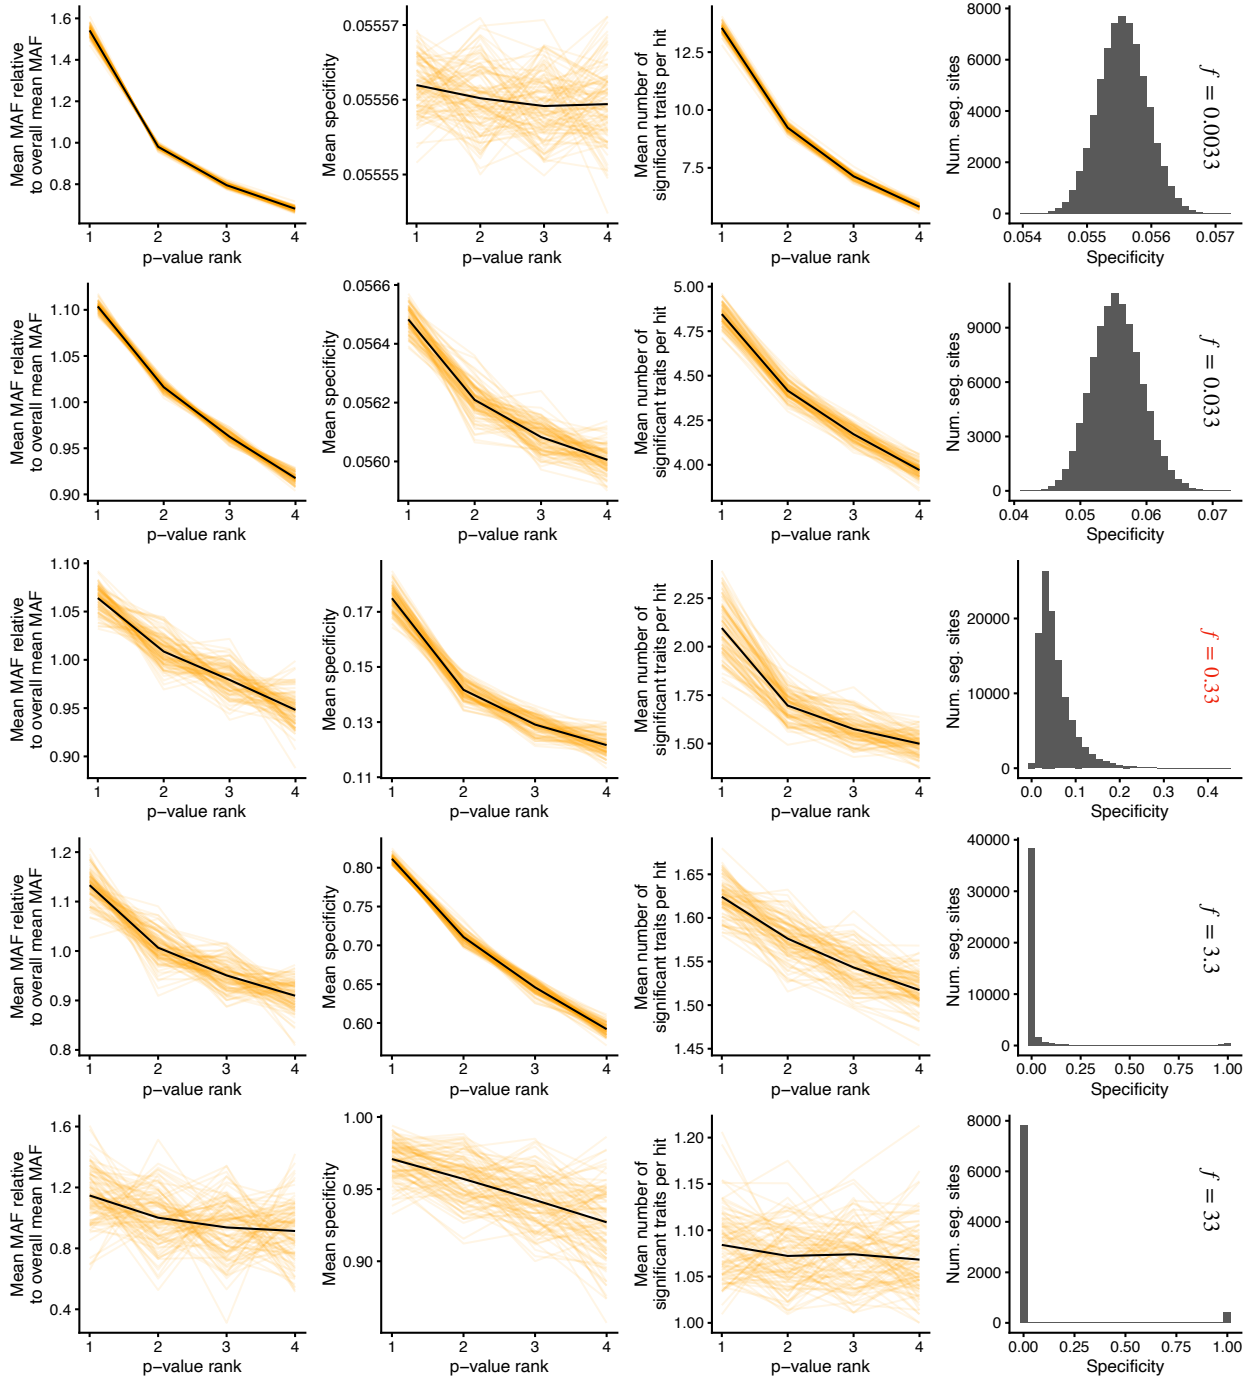 Mean MAF relative
to overall mean MAF
1.6
1.4
1.2
1.0
0.8
1 2 3 4
p−value rank
Mean specificity
0.05557
0.05556
0.05555
1 2 3 4
p−value rank
Mean number of
significant traits per hit
12.5
10.0
7.5
1 2 3 4
p−value rank
Num. seg. sites
8000
6000
4000
2000
0
0.054 0.055 0.056 0.057
Specificity
f = 0.0033
Mean MAF relative
to overall mean MAF
1.10
1.05
1.00
0.95
0.90
1 2 3 4
p−value rank
Mean specificity
0.0566
0.0564
0.0562
0.0560
1 2 3 4
p−value rank
Mean number of
significant traits per hit
5.00
4.75
4.50
4.25
4.00
1 2 3 4
p−value rank
Num. seg. sites
9000
6000
3000
0
0.04 0.05 0.06 0.07
Specificity
f = 0.033
Mean MAF relative
to overall mean MAF
1.10
1.05
1.00
0.95
0.90
1 2 3 4
p−value rank
Mean specificity
0.17
0.15
0.13
0.11
1 2 3 4
p−value rank
Mean number of
significant traits per hit
2.25
2.00
1.75
1.50
1 2 3 4
p−value rank
Num. seg. sites
20000
10000
0
0.0 0.1 0.2 0.3 0.4
Specificity
f = 0.33
Mean MAF relative
to overall mean MAF
1.2
1.1
1.0
0.9
0.8
1 2 3 4
p−value rank
Mean specificity
0.80
0.75
0.70
0.65
0.60
1 2 3 4
p−value rank
Mean number of
significant traits per hit
1.65
1.60
1.55
1.50
1.45
1 2 3 4
p−value rank
Num. seg. sites
40000
30000
20000
10000
0
0.00 0.25 0.50 0.75 1.00
Specificity
f = 3.3
Mean MAF relative
to overall mean MAF
1.6
1.4
1.2
1.0
0.8
0.6
0.4
1 2 3 4
p−value rank
Mean specificity
1.00
0.95
0.90
1 2 3 4
p−value rank
Mean number of
significant traits per hit
1.20
1.15
1.10
1.05
1.00
1 2 3 4
p−value rank
Num. seg. sites
8000
6000
4000
2000
0
0.00 0.25 0.50 0.75 1.00
Specificity
f = 33